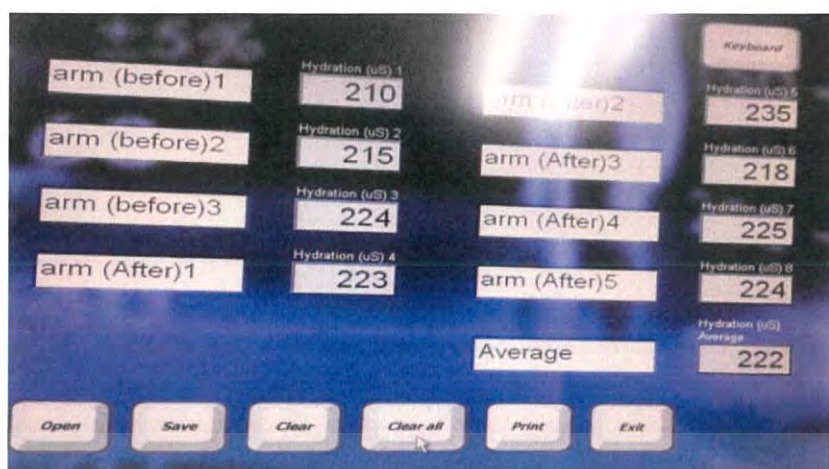 Keyboard
arm (before)1
Hydration (uS) 1
210
arm (before)2
Hydration (uS) 2
215
arm (before)3
Hydration (uS) 3
224
arm (After)1
Hydration (uS) 4
223
2
Hydration (uS) 5
235
arm (After)3
Hydration (uS) 6
218
arm (After)4
Hydration (uS) 7
225
arm (After)5
Hydration (uS) 8
224
Average
Hydration (uS)
Average
222
Open
Save
Clear
Clear all
Print
Exit